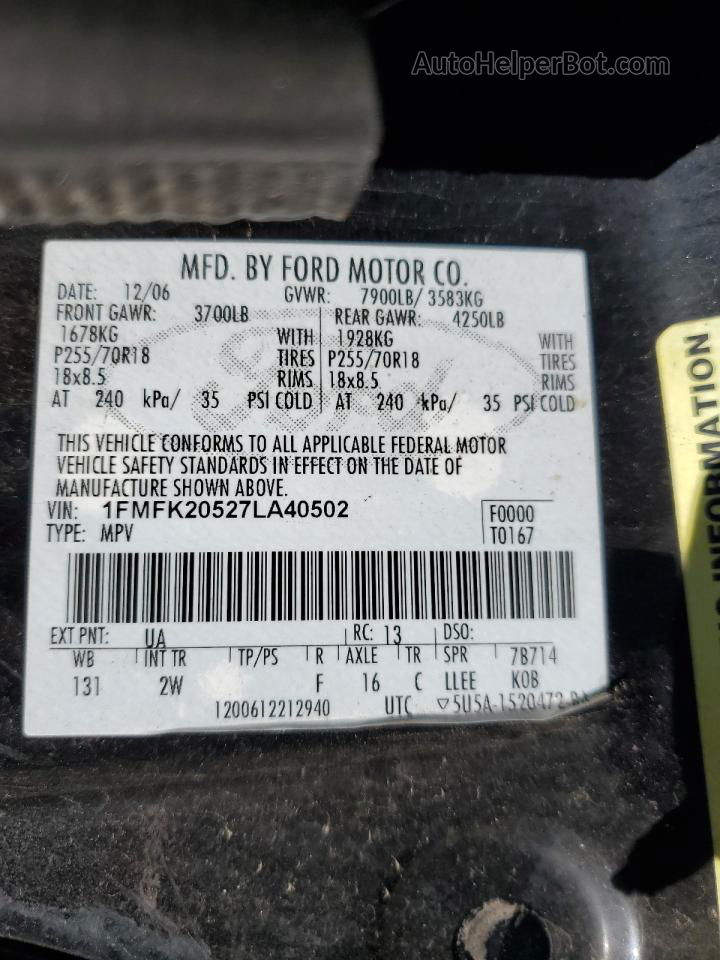 AutoHelperBot.com
MFD. BY FORD MOTOR CO.
DATE: 12/06 GVWR: 7900LB/ 3583KG
FRONT GAWR: 3700LB REAR GAWR: 4250LB
1678KG WITH 1928KG WITH
P255/70R18 TIRES P255/70R18 TIRES
18x8.5 RIMS 18x8.5 RIMS
AT 240 kPa/ 35 PSI COLD AT 240 kPa/ 35 PSI COLD
Ford
THIS VEHICLE CONFORMS TO ALL APPLICABLE FEDERAL MOTOR
VEHICLE SAFETY STANDARDS IN EFFECT ON THE DATE OF
MANUFACTURE SHOWN ABOVE.
VIN: 1FMFK20527LA40502 F0000
TYPE: MPV T0167
EXT PNT: UA RC: 13 DSO:
WB INT TR TP/PS R AXLE TR SPR 7B714
131 2W F 16 C LLEE KOB
1200612212940 UTC ▽5U5A-1520472-
INFORMATION